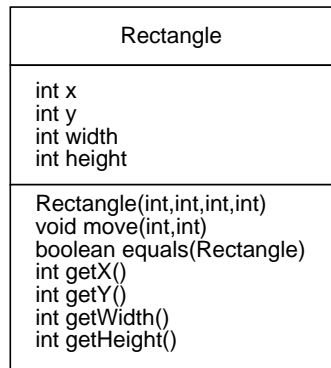 Rectangle
int x
int y
int width
int height
Rectangle(int,int,int,int)
void move(int,int)
boolean equals(Rectangle)
int getX()
int getY()
int getWidth()
int getHeight()